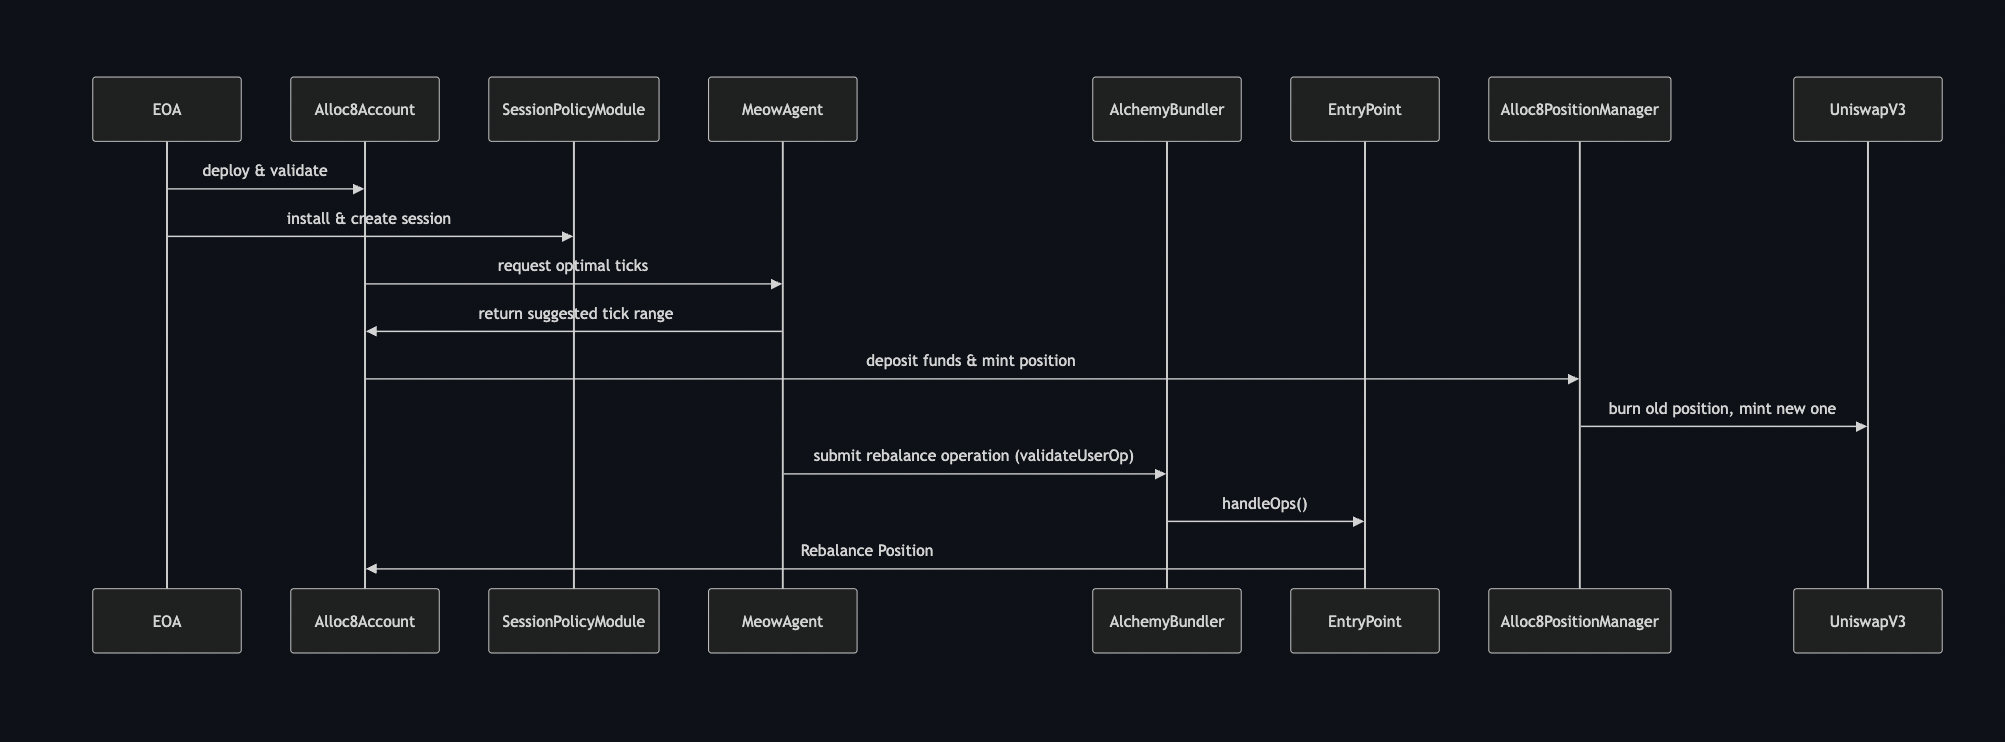 EOA
Alloc8Account
SessionPolicyModule
MeowAgent
AlchemyBundler
EntryPoint
Alloc8PositionManager
UniswapV3
deploy & validate
install & create session
request optimal ticks
return suggested tick range
deposit funds & mint position
burn old position, mint new one
submit rebalance operation (validateUserOp)
handleOps()
Rebalance Position
EOA
Alloc8Account
SessionPolicyModule
MeowAgent
AlchemyBundler
EntryPoint
Alloc8PositionManager
UniswapV3